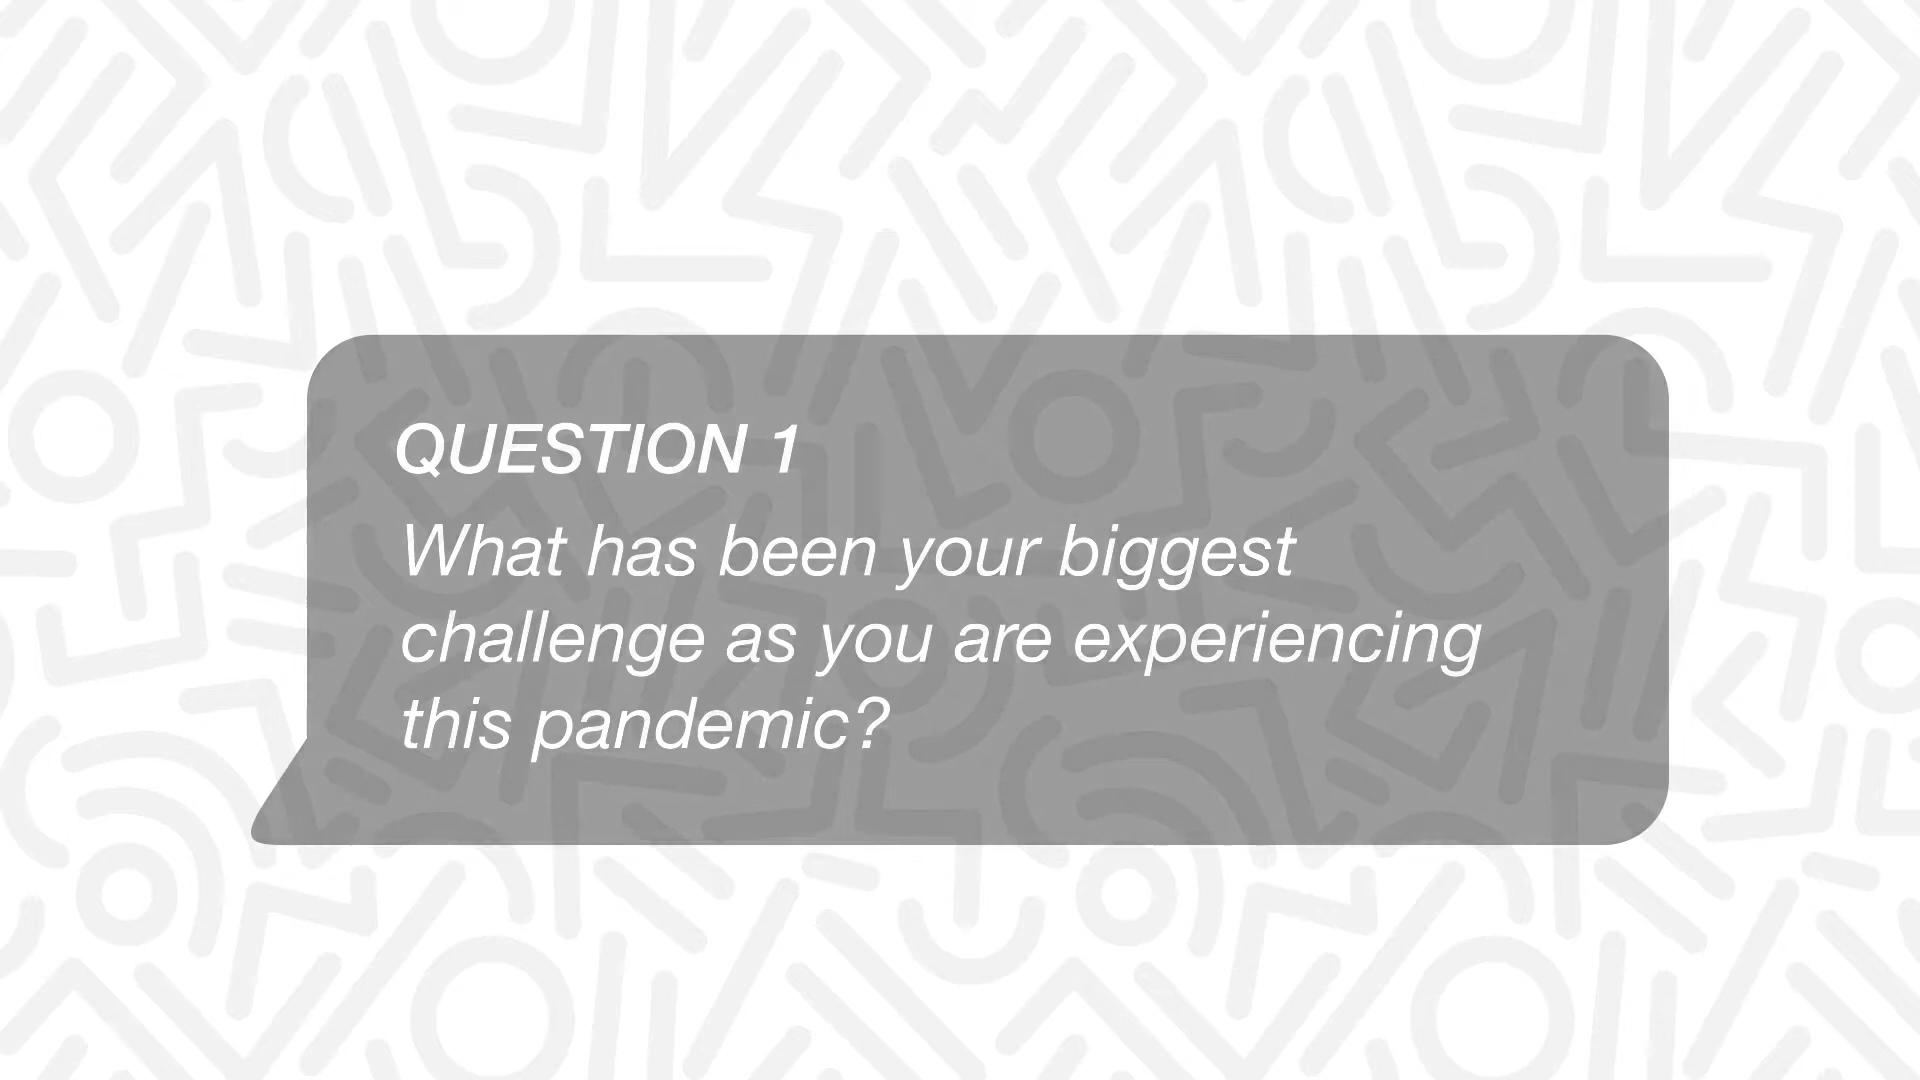 QUESTION 1
What has been your biggest
challenge as you are experiencing
this pandemic?